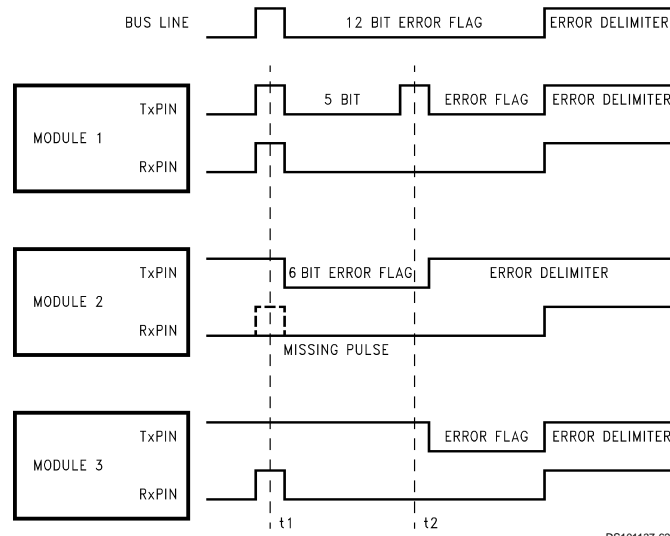 BUS LINE
12 BIT ERROR FLAG
ERROR DELIMITER
MODULE 1
TxPIN
5 BIT
ERROR FLAG
ERROR DELIMITER
RxPIN
MODULE 2
TxPIN
6 BIT ERROR FLAG
ERROR DELIMITER
RxPIN
MISSING PULSE
MODULE 3
TxPIN
ERROR FLAG
ERROR DELIMITER
RxPIN
t1
t2